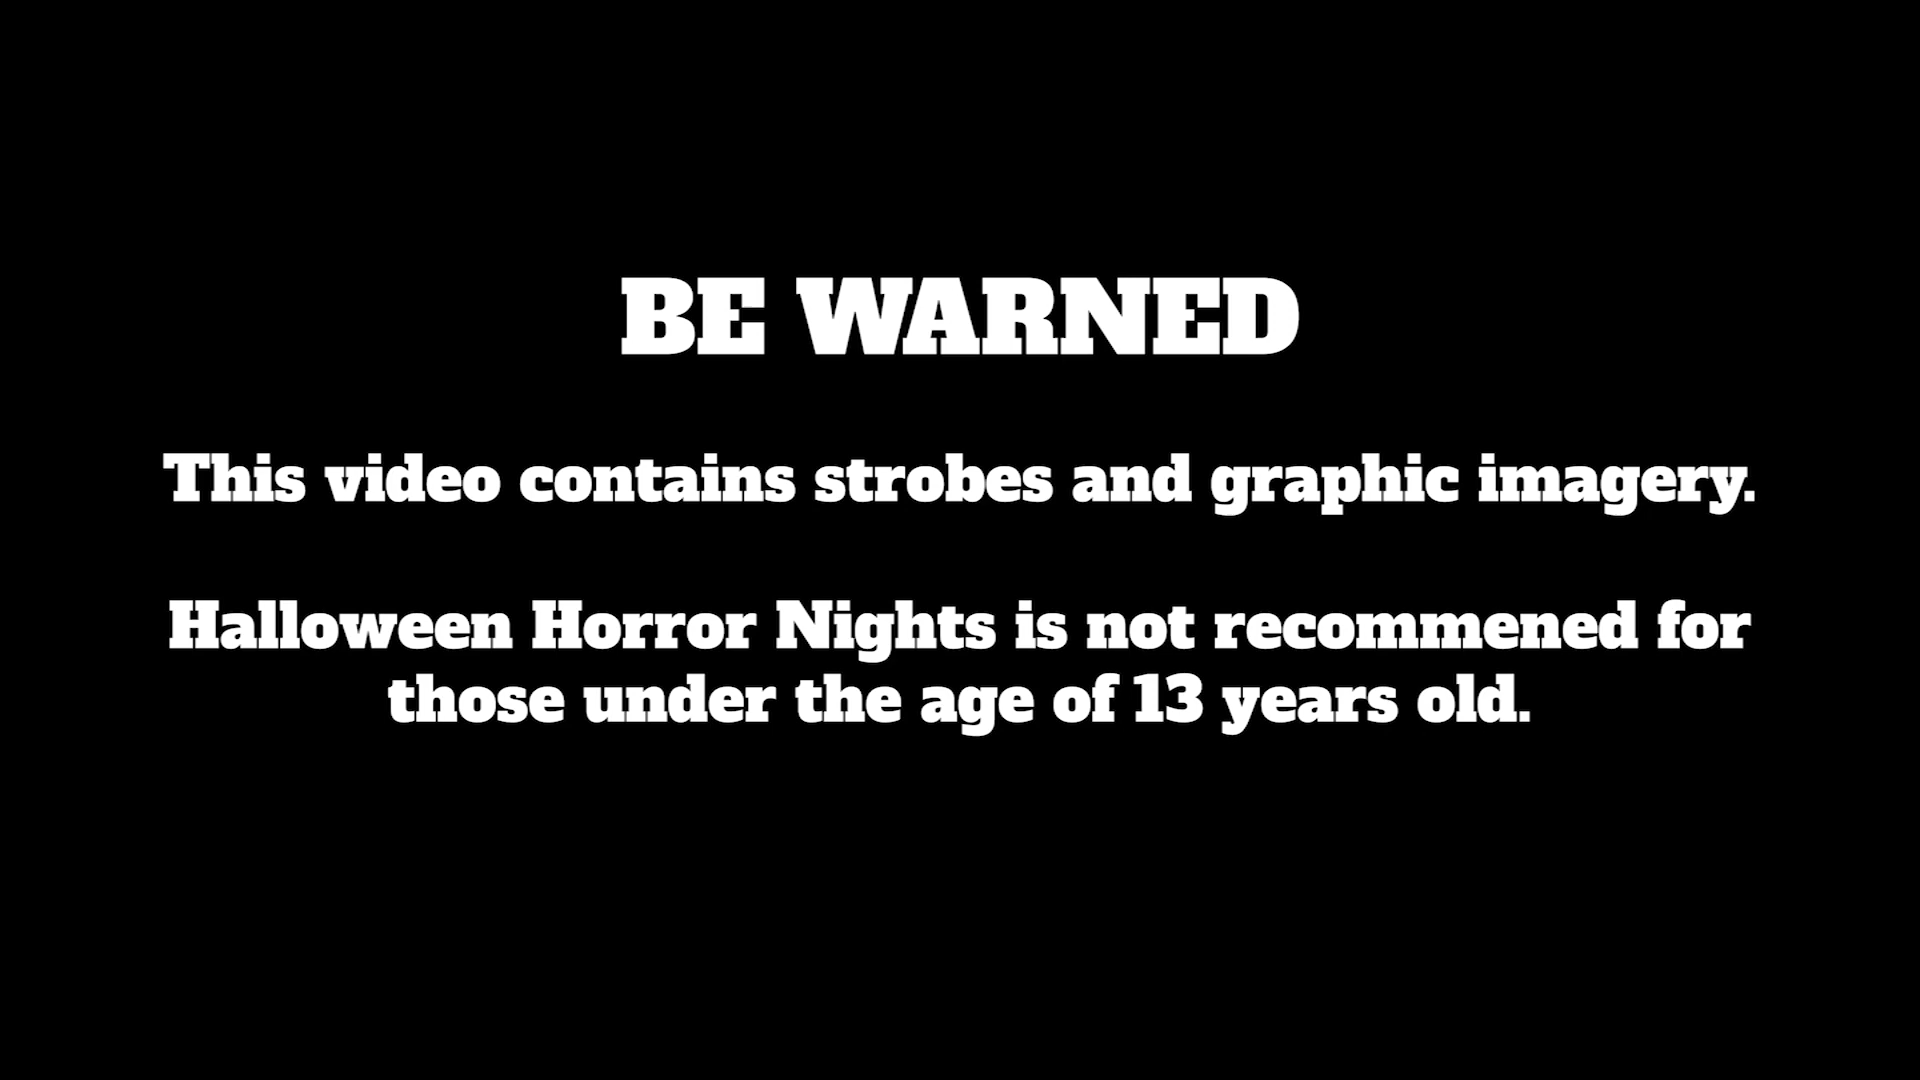 BE WARNED
This video contains strobes and graphic imagery.
Halloween Horror Nights is not recommened for
those under the age of 13 years old.